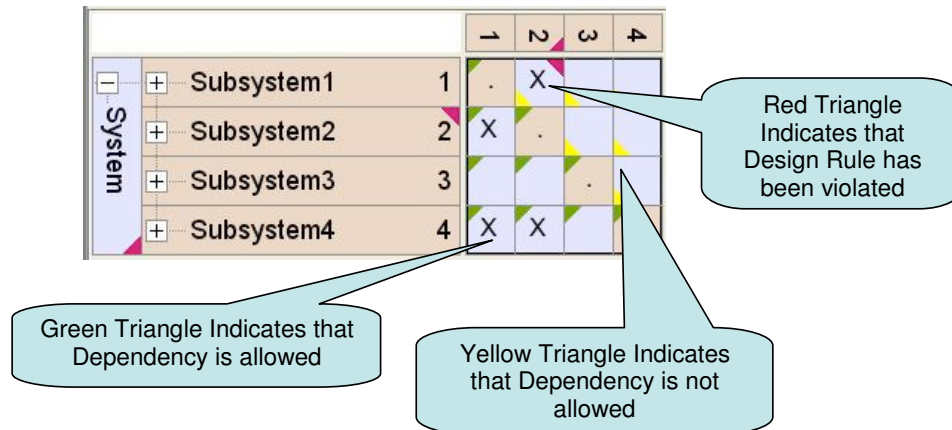 1 2 3 4
System
Subsystem1 1 . X
Subsystem2 2 X .
Subsystem3 3 .
Subsystem4 4 X X
Red Triangle
Indicates that
Design Rule has
been violated
Green Triangle Indicates that
Dependency is allowed
Yellow Triangle Indicates
that Dependency is not
allowed